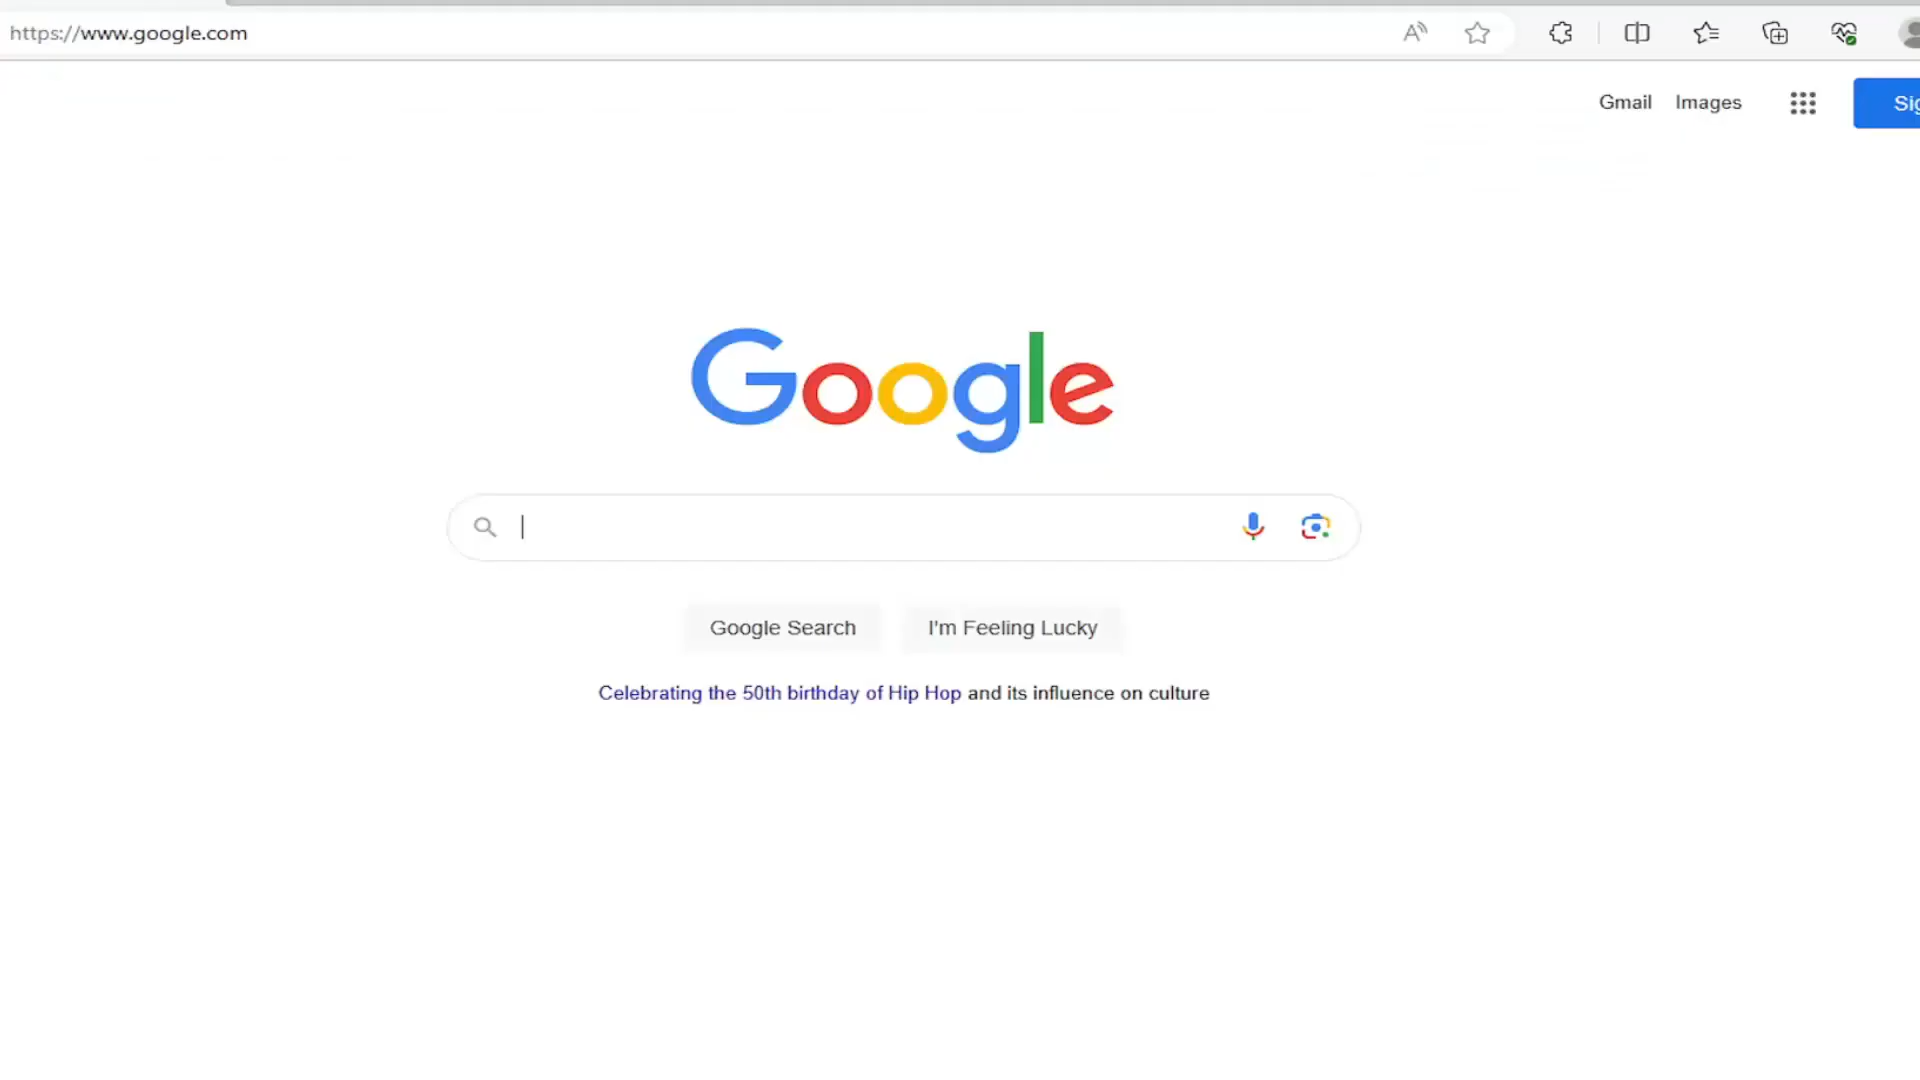 https://www.google.com
Gmail Images Sig
Google
Google Search I'm Feeling Lucky
Celebrating the 50th birthday of Hip Hop and its influence on culture